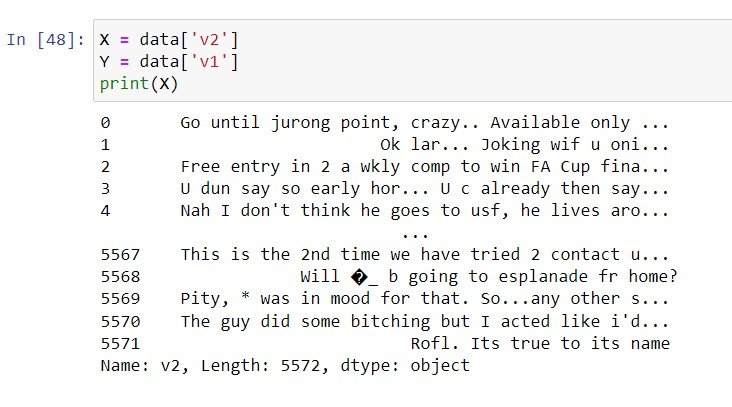 In [48]: X = data['v2']
Y = data['v1']
print(X)
0 Go until jurong point, crazy.. Available only ...
1 Ok lar... Joking wif u oni...
2 Free entry in 2 a wkly comp to win FA Cup fina...
3 U dun say so early hor... U c already then say...
4 Nah I don't think he goes to usf, he lives aro...
...
5567 This is the 2nd time we have tried 2 contact u...
5568 Will �_ b going to esplanade fr home?
5569 Pity, * was in mood for that. So...any other s...
5570 The guy did some bitching but I acted like i'd...
5571 Rofl. Its true to its name
Name: v2, Length: 5572, dtype: object